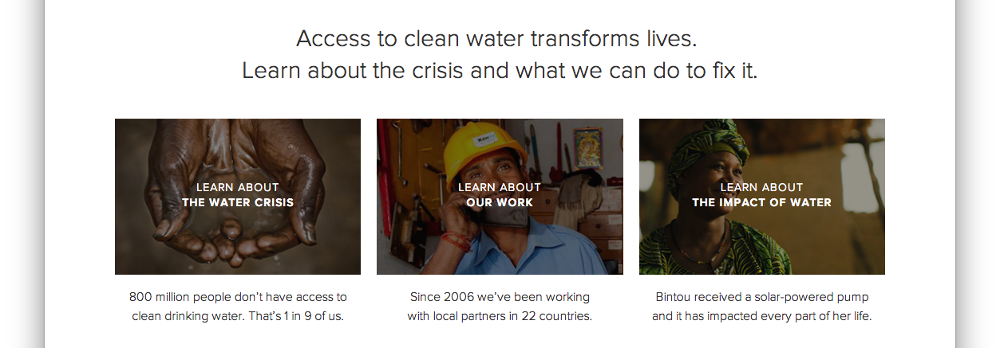 Access to clean water transforms lives.
Learn about the crisis and what we can do to fix it.
LEARN ABOUT
THE WATER CRISIS
LEARN ABOUT
OUR WORK
LEARN ABOUT
THE IMPACT OF WATER
800 million people don't have access to
clean drinking water. That's 1 in 9 of us.
Since 2006 we've been working
with local partners in 22 countries.
Bintou received a solar-powered pump
and it has impacted every part of her life.